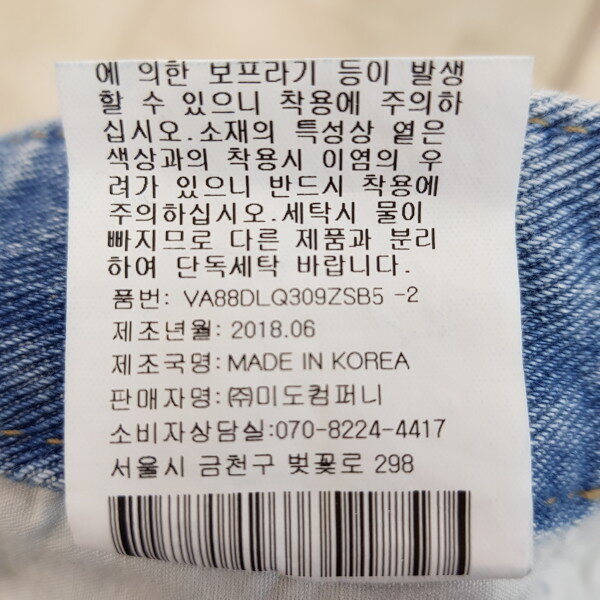 에 의한 보프라기 등이 발생
할 수 있으니 착용에 주의하
십시오.소재의 특성상 옅은
색상과의 착용시 이염의 우
려가 있으니 반드시 착용에
주의하십시오.세탁시 물이
빠지므로 다른 제품과 분리
하여 단독세탁 바랍니다.
품번: VA88DLQ309ZSB5 -2
제조년월: 2018.06
제조국명: MADE IN KOREA
판매자명: ㈜미도컴퍼니
소비자상담실:070-8224-4417
서울시 금천구 벚꽃로 298